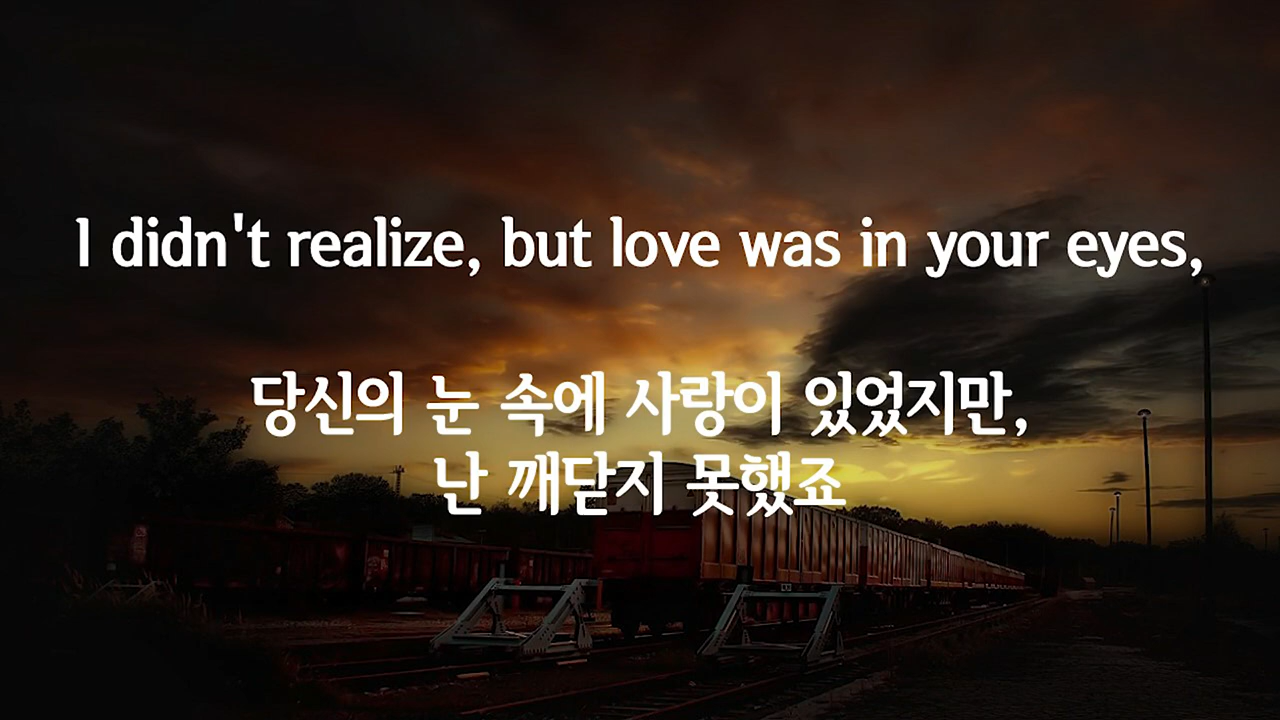 I didn't realize, but love was in your eyes,
당신의 눈 속에 사랑이 있었지만,
난 깨닫지 못했죠